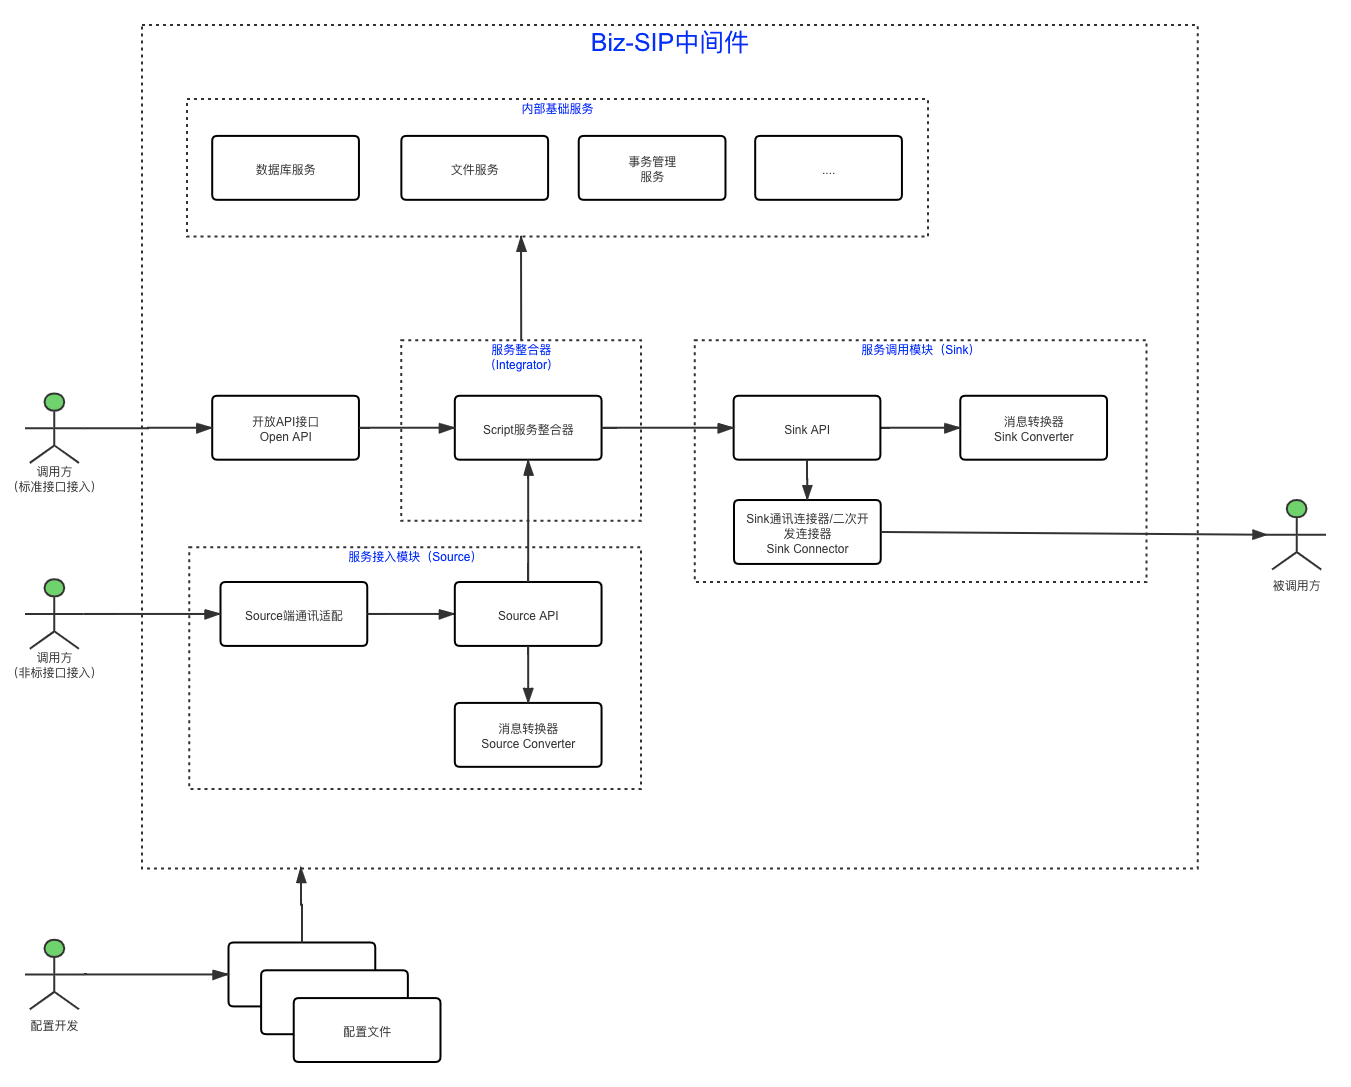 Biz-SIP中间件
内部基础服务
数据库服务
文件服务
事务管理
服务
....
服务整合器
(Integrator)
服务调用模块（Sink）
调用方
(标准接口接入)
开放API接口
Open API
Script服务整合器
Sink API
消息转换器
Sink Converter
Sink通讯连接器/二次开
发连接器
Sink Connector
被调用方
服务接入模块（Source）
调用方
(非标接口接入)
Source端通讯适配
Source API
消息转换器
Source Converter
配置开发
配置文件